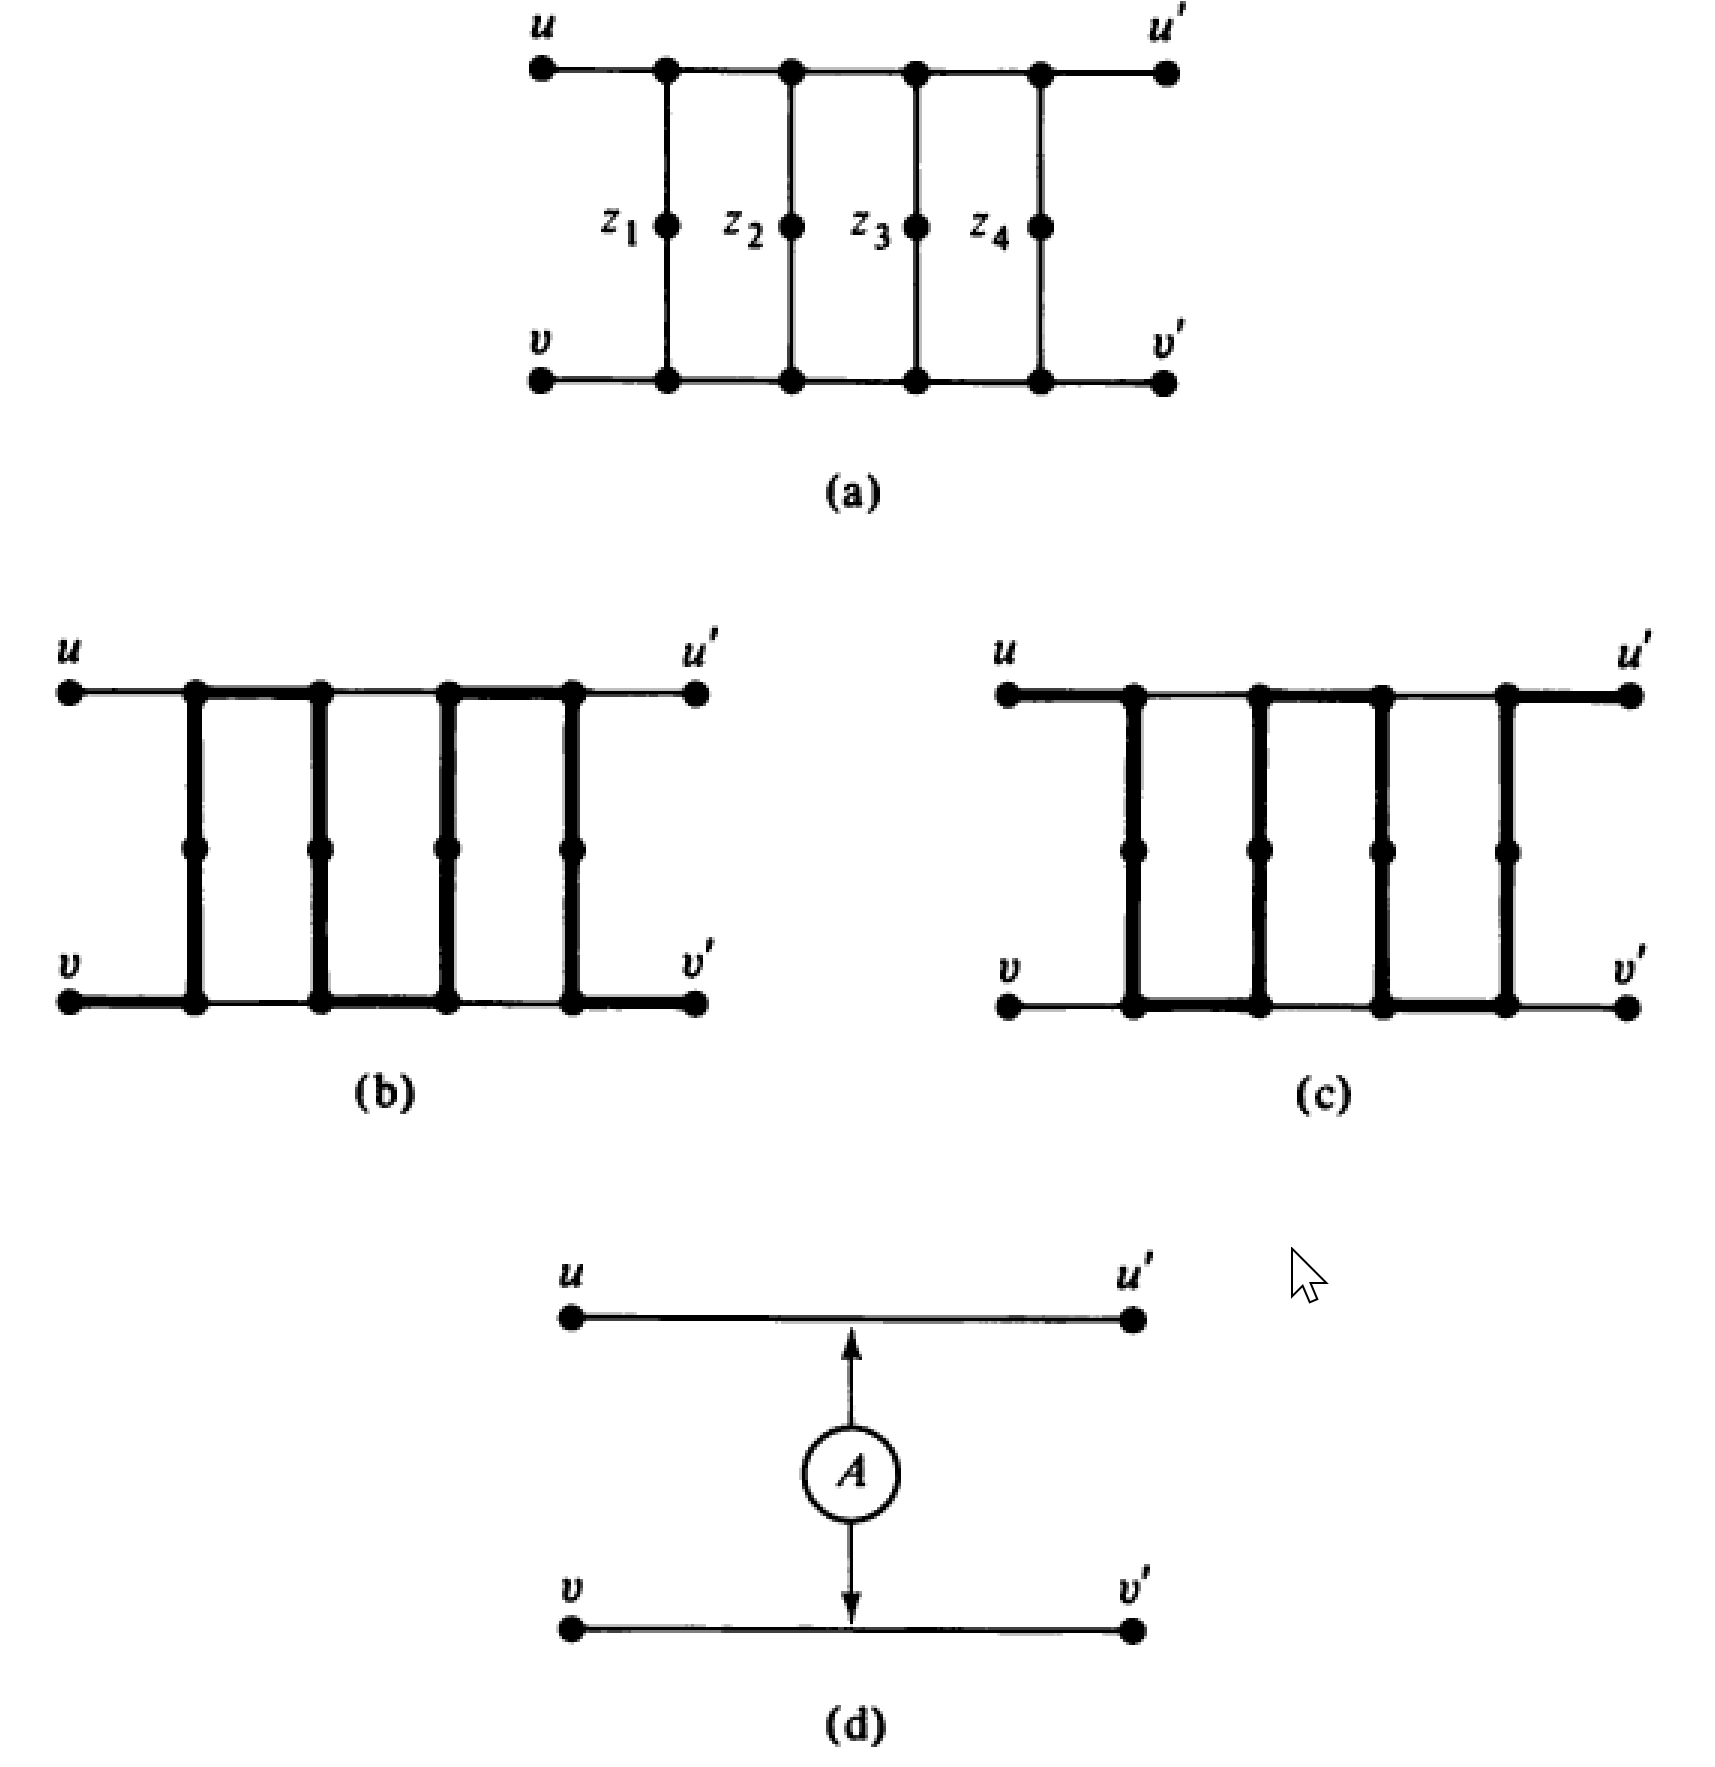 u u'
z1 z2 z3 z4
v v'
(a)
u u' u u'
v v' v v'
(b) (c)
u u'
A
v v'
(d)